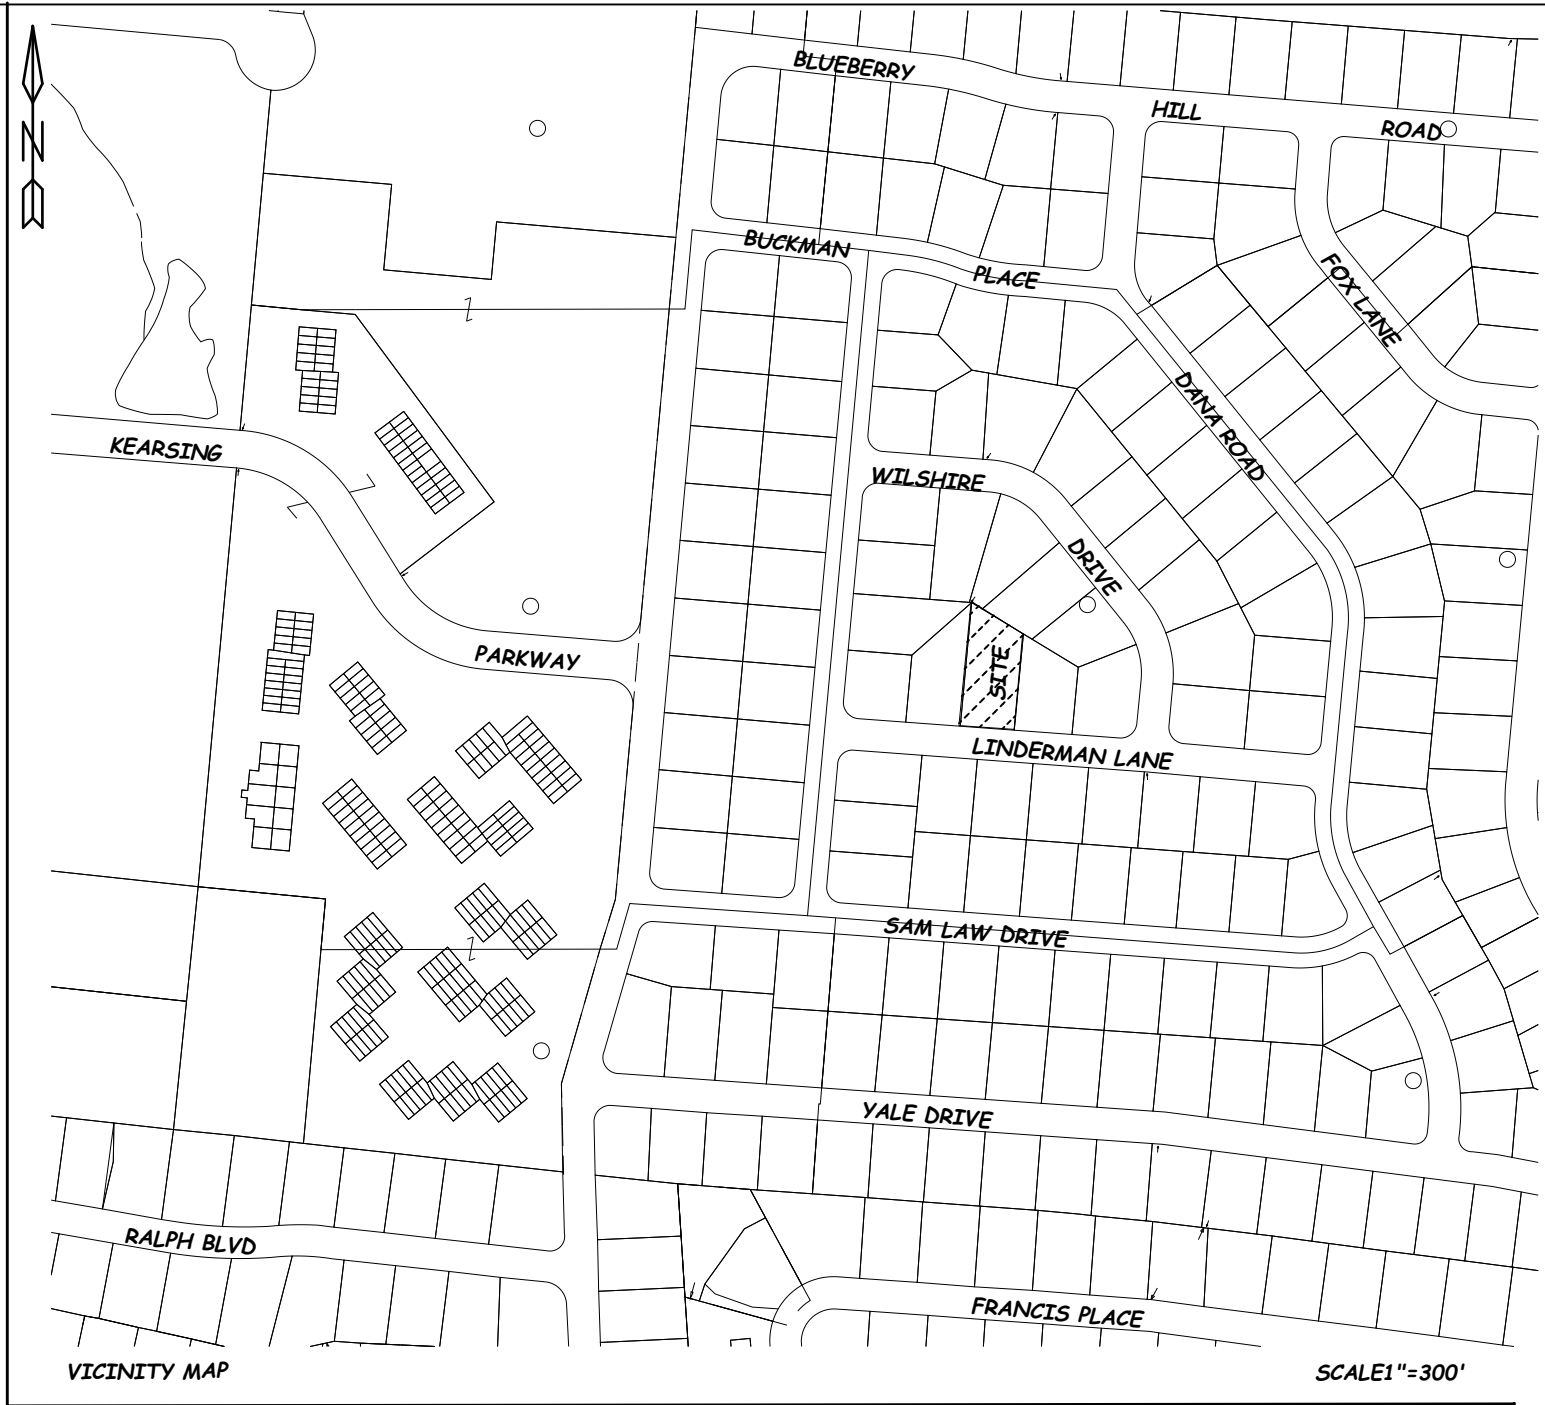 BLUEBERRY HILL ROAD
N
BUCKMAN PLACE
FOX LANE
DANA ROAD
KEARSING PARKWAY
WILSHIRE DRIVE
SITE
LINDERMAN LANE
SAM LAW DRIVE
YALE DRIVE
RALPH BLVD
FRANCIS PLACE
VICINITY MAP
SCALE1"=300'